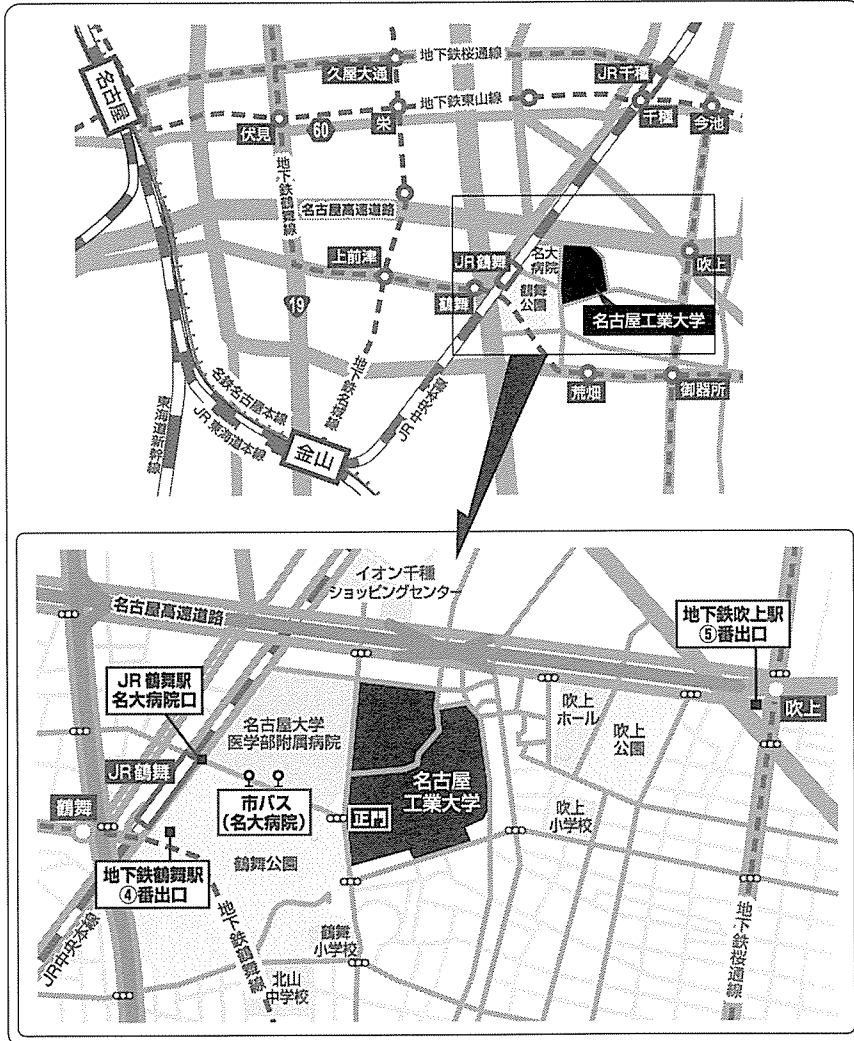 名古屋
久屋大通
地下鉄桜通線
JR千種
伏見
60
栄
地下鉄東山線
千種
今池
地下鉄鶴舞線
名古屋高速道路
上前津
JR鶴舞
名大
病院
吹上
鶴舞
鶴舞
公園
名古屋工業大学
19
地下鉄名城線
荒畑
御器所
名鉄名古屋本線
JR東海道本線
東海道新幹線
金山
JR中央本線
イオン千種
ショッピングセンター
名古屋高速道路
地下鉄吹上駅
⑤番出口
JR鶴舞駅
名大病院口
名古屋大学
医学部附属病院
吹上
ホール
吹上
公園
吹上
JR鶴舞
鶴舞
市バス
(名大病院)
正門
名古屋
工業大学
吹上
小学校
地下鉄鶴舞駅
④番出口
鶴舞公園
地下鉄鶴舞線
鶴舞
小学校
JR中央本線
北山
中学校
地下鉄桜通線